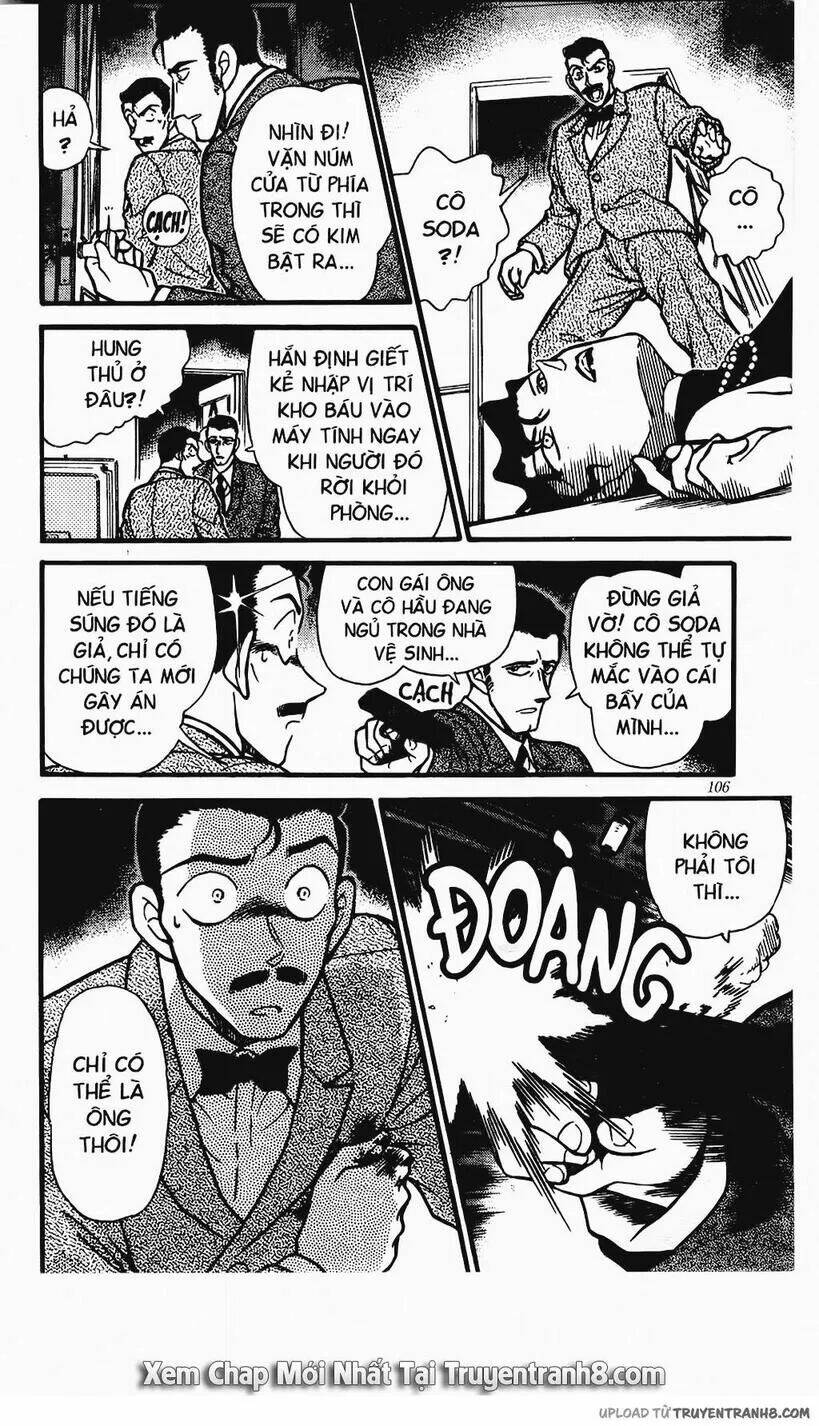 CÔ
...
CÔ
SODA
?!
NHÌN ĐI!
VẶN NÚM
CỬA TỪ PHÍA
TRONG THÌ
SẼ CÓ KIM
BẬT RA...
HẢ
?
CẠCH!
HẮN ĐỊNH GIẾT
KẺ NHẬP VỊ TRÍ
KHO BÁU VÀO
MÁY TÍNH NGAY
KHI NGƯỜI ĐÓ
RỜI KHỎI
PHÒNG...
HUNG
THỦ Ở
ĐÂU?!
ĐỪNG GIẢ
VỜ! CÔ SODA
KHÔNG THỂ TỰ
MẮC VÀO CÁI
BẪY CỦA
MÌNH...
CON GÁI ÔNG
VÀ CÔ HẦU ĐANG
NGỦ TRONG NHÀ
VỆ SINH...
CẠCH
NẾU TIẾNG
SÚNG ĐÓ LÀ
GIẢ, CHỈ CÓ
CHÚNG TA MỚI
GÂY ÁN
ĐƯỢC...
106
KHÔNG
PHẢI TÔI
THÌ...
ĐOÀNG
CHỈ CÓ
THỂ LÀ
ÔNG
THÔI!
Xem Chap Mới Nhất Tại Truyentranh8.com
UPLOAD TỪ TRUYENTRANH8.COM